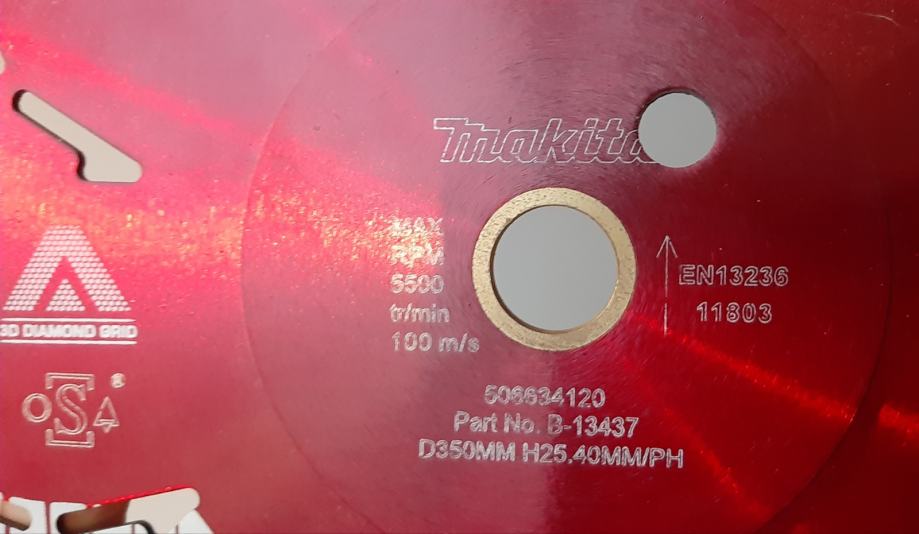 makita
MAX
RPM
5500
tr/min
100 m/s
EN13236
11803
3D DIAMOND GRID
OSA®
506634120
Part No. B-13437
D350MM H25.40MM/PH